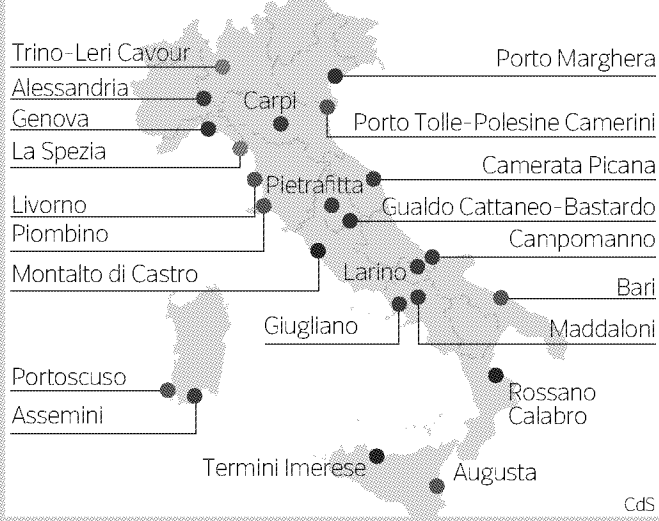 Trino-Leri Cavour
Porto Marghera
Alessandria
Carpi
Genova
Porto Tolle-Polesine Camerini
La Spezia
Camerata Picana
Pietrafitta
Livorno
Gualdo Cattaneo-Bastardo
Piombino
Campomanno
Montalto di Castro
Larino
Bari
Giugliano
Maddaloni
Portoscuso
Rossano
Calabro
Assemini
Termini Imerese
Augusta
CdS